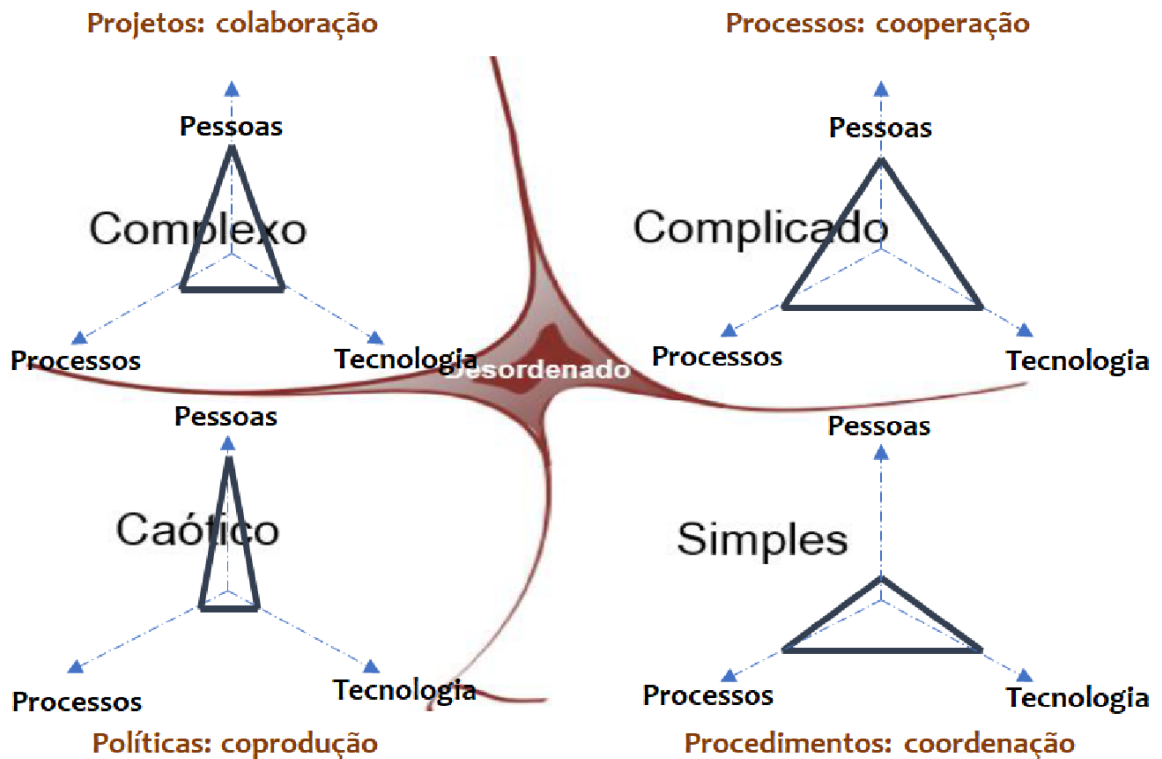 Projetos: colaboração
Processos: cooperação
Pessoas
Complexo
Processos
Tecnologia
Pessoas
Complicado
Processos
Tecnologia
Desordenado
Pessoas
Caótico
Processos
Tecnologia
Pessoas
Simples
Processos
Tecnologia
Políticas: coprodução
Procedimentos: coordenação